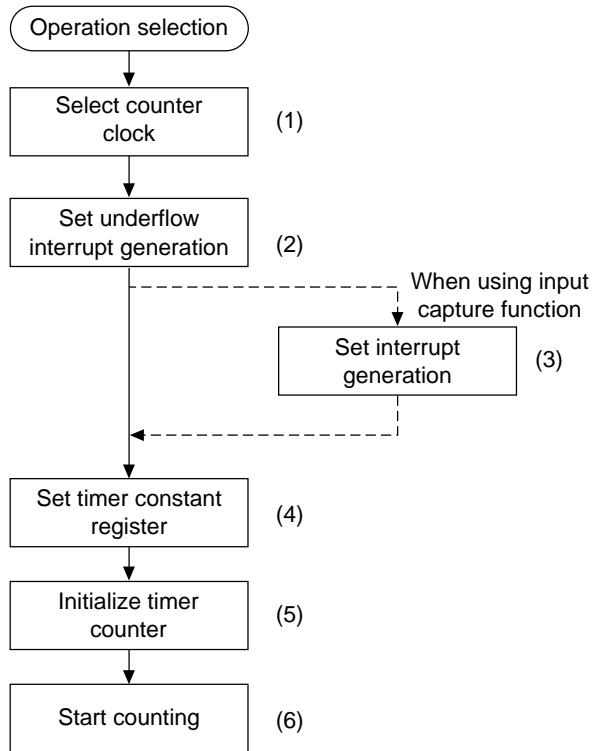 Operation selection
Select counter
clock
(1)
Set underflow
interrupt generation
(2)
When using input
capture function
Set interrupt
generation
(3)
Set timer constant
register
(4)
Initialize timer
counter
(5)
Start counting
(6)